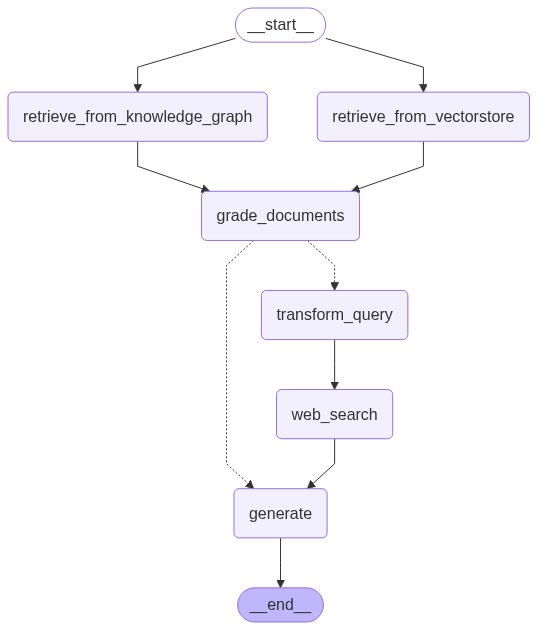 __start__
retrieve_from_knowledge_graph
retrieve_from_vectorstore
grade_documents
transform_query
web_search
generate
__end__